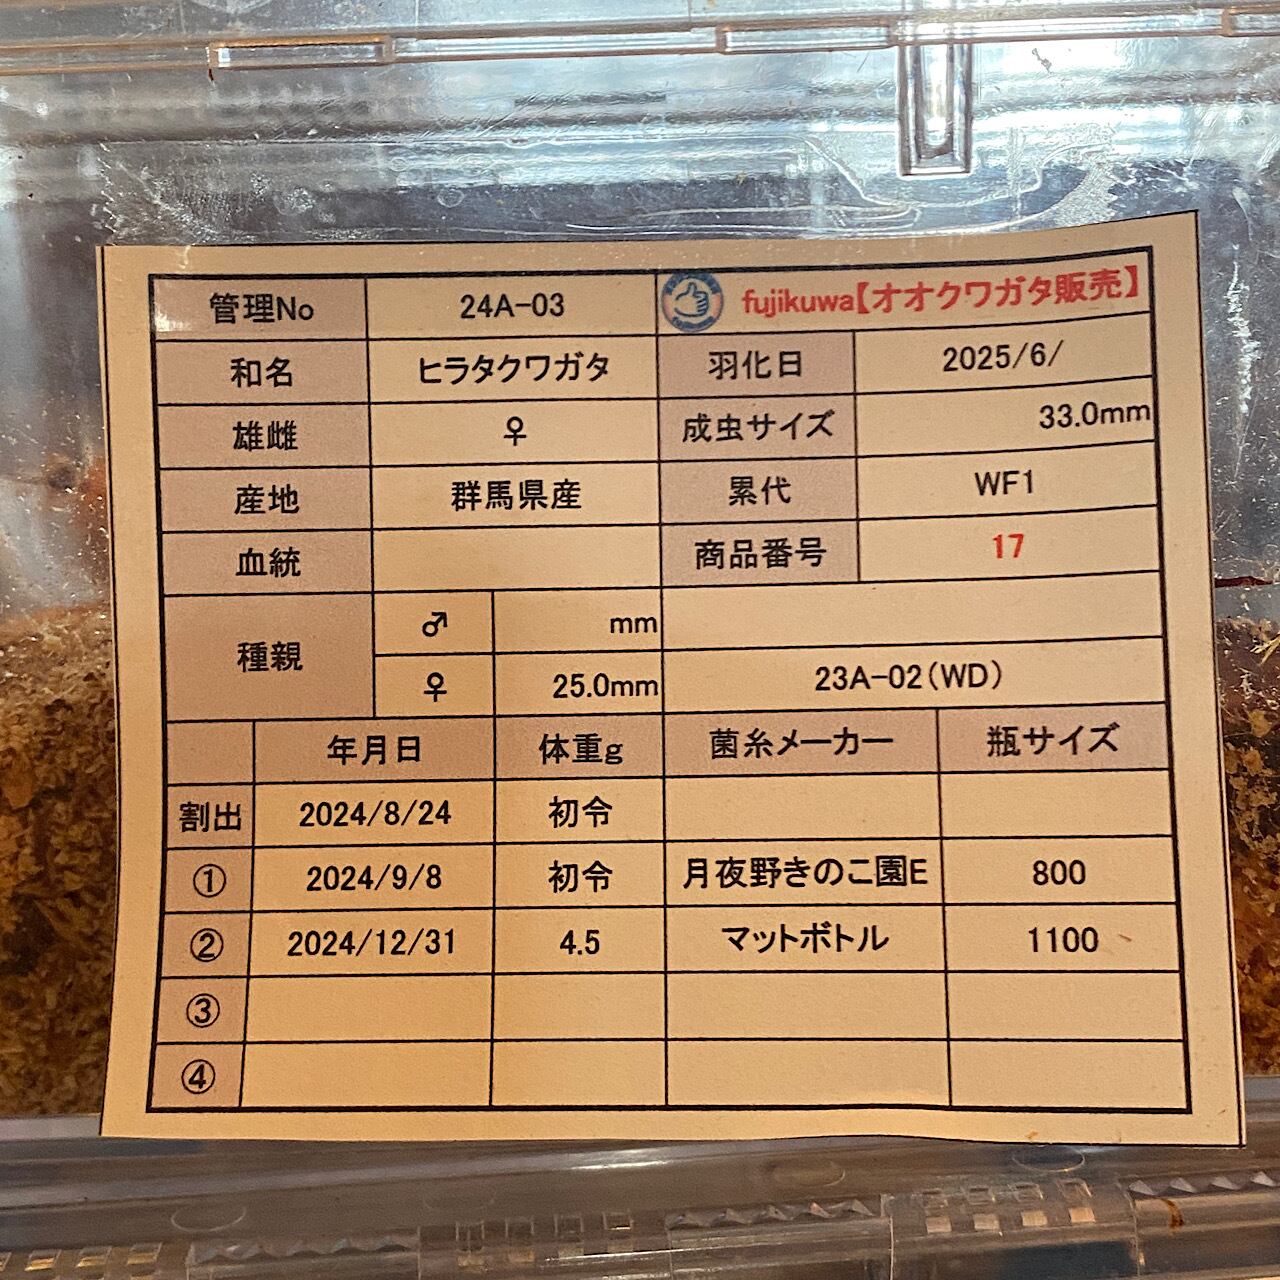 管理No 24A-03 fujikuwa【オオクワガタ販売】
和名 ヒラタクワガタ 羽化日 2025/6/
雄雌 ♀ 成虫サイズ 33.0mm
産地 群馬県産 累代 WF1
血統 商品番号 17
種親 ♂ mm
♀ 25.0mm 23A-02(WD)
年月日 体重g 菌糸メーカー 瓶サイズ
割出 2024/8/24 初令
① 2024/9/8 初令 月夜野きのこ園E 800
② 2024/12/31 4.5 マットボトル 1100
③
④